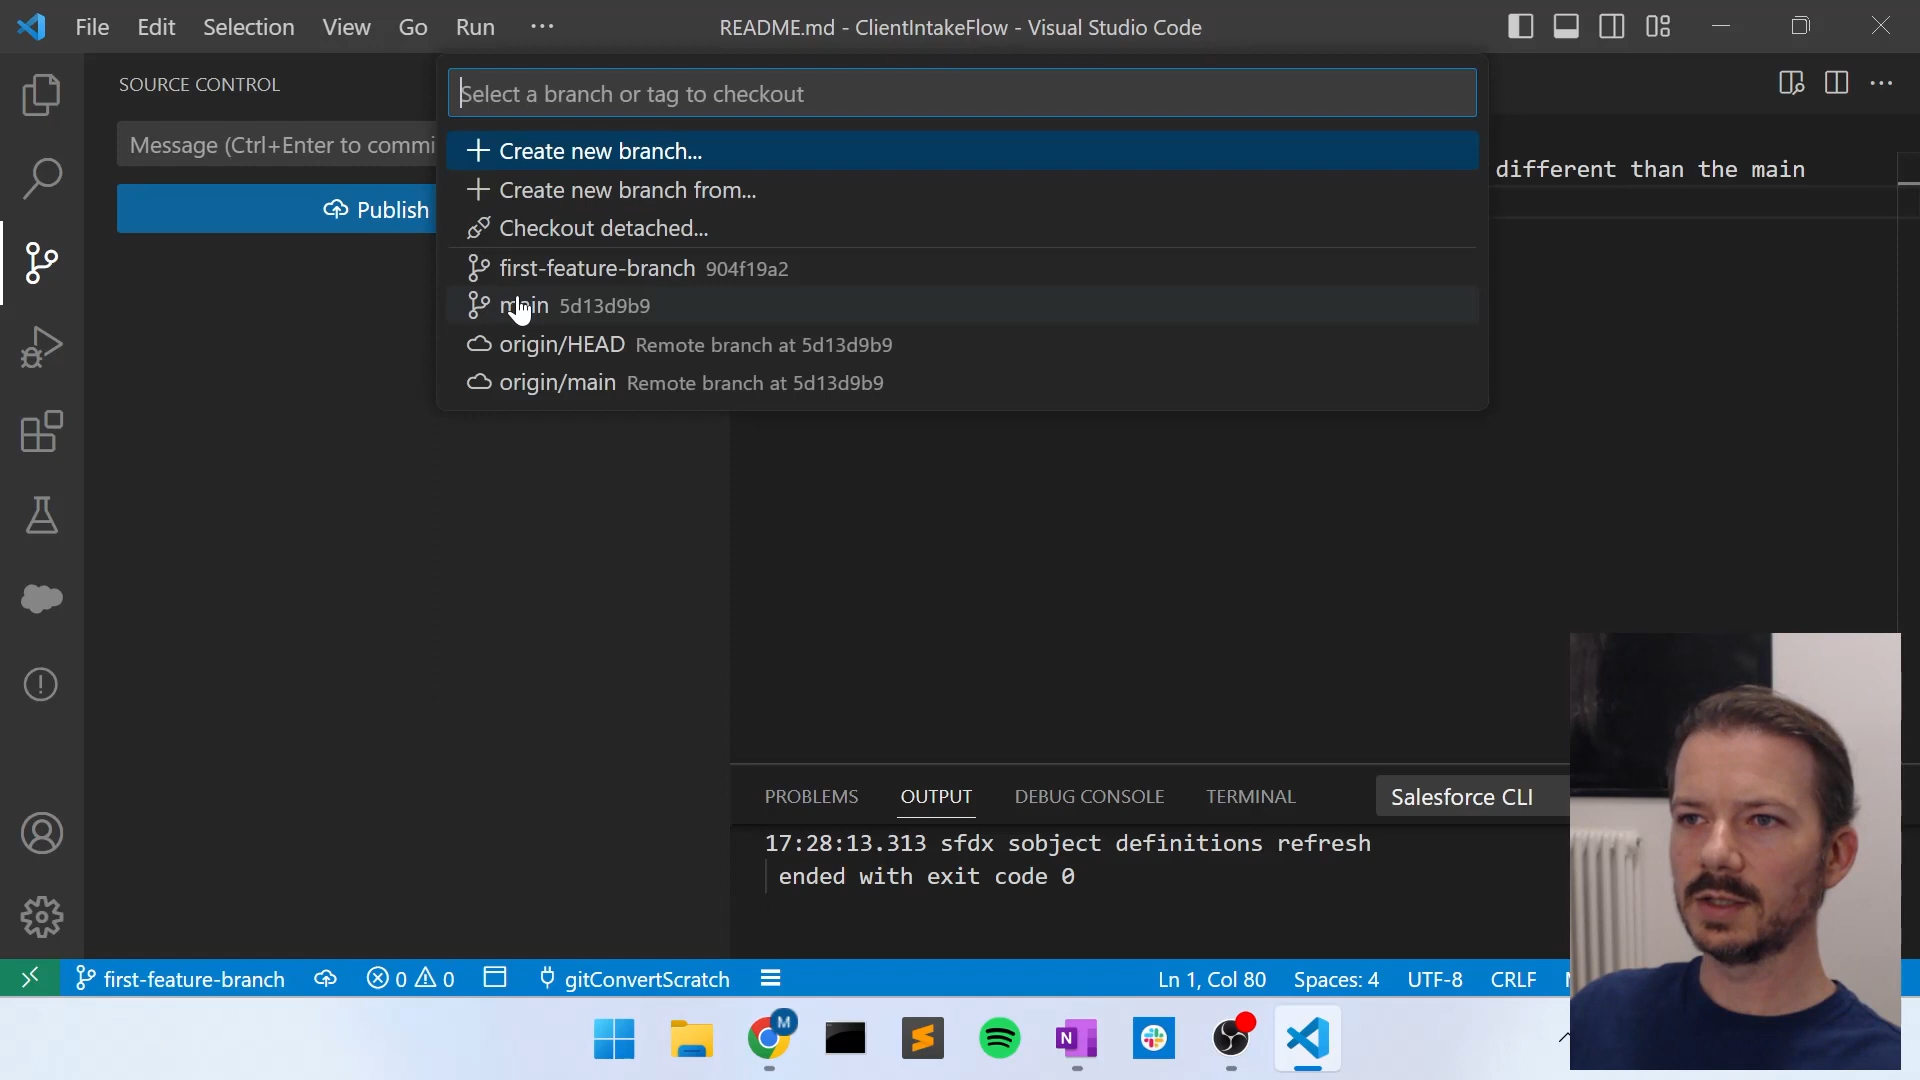 File Edit Selection View Go Run ... README.md - ClientIntakeFlow - Visual Studio Code
SOURCE CONTROL
Select a branch or tag to checkout
Message (Ctrl+Enter to commi
Create new branch...
different than the main
Create new branch from...
Publish
Checkout detached...
first-feature-branch 904f19a2
main 5d13d9b9
origin/HEAD Remote branch at 5d13d9b9
origin/main Remote branch at 5d13d9b9
PROBLEMS OUTPUT DEBUG CONSOLE TERMINAL Salesforce CLI
17:28:13.313 sfdx sobject definitions refresh
ended with exit code 0
first-feature-branch 0 0 gitConvertScratch Ln 1, Col 80 Spaces: 4 UTF-8 CRLF
M
N